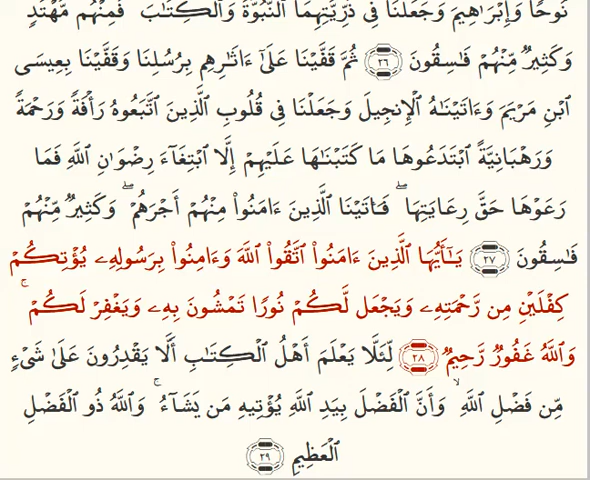 نُوحًا وَإِبْرَٰهِيمَ وَجَعَلْنَا فِى ذُرِّيَّتِهِمَا ٱلنُّبُوَّةَ وَٱلْكِتَٰبَ ۖ فَمِنْهُم مُّهْتَدٍ
وَكَثِيرٌ مِّنْهُمْ فَٰسِقُونَ ٢٦ ثُمَّ قَفَّيْنَا عَلَىٰٓ ءَاثَٰرِهِم بِرُسُلِنَا وَقَفَّيْنَا بِعِيسَى
ٱبْنِ مَرْيَمَ وَءَاتَيْنَٰهُ ٱلْإِنجِيلَ وَجَعَلْنَا فِى قُلُوبِ ٱلَّذِينَ ٱتَّبَعُوهُ رَأْفَةً وَرَحْمَةً
وَرَهْبَانِيَّةً ٱبْتَدَعُوهَا مَا كَتَبْنَٰهَا عَلَيْهِمْ إِلَّا ٱبْتِغَآءَ رِضْوَٰنِ ٱللَّهِ فَمَا
رَعَوْهَا حَقَّ رِعَايَتِهَا ۖ فَـَٔاتَيْنَا ٱلَّذِينَ ءَامَنُوا۟ مِنْهُمْ أَجْرَهُمْ ۖ وَكَثِيرٌ مِّنْهُمْ
فَٰسِقُونَ ٢٧ يَٰٓأَيُّهَا ٱلَّذِينَ ءَامَنُوا۟ ٱتَّقُوا۟ ٱللَّهَ وَءَامِنُوا۟ بِرَسُولِهِۦ يُؤْتِكُمْ
كِفْلَيْنِ مِن رَّحْمَتِهِۦ وَيَجْعَل لَّكُمْ نُورًا تَمْشُونَ بِهِۦ وَيَغْفِرْ لَكُمْ ۚ
وَٱللَّهُ غَفُورٌ رَّحِيمٌ ٢٨ لِّئَلَّا يَعْلَمَ أَهْلُ ٱلْكِتَٰبِ أَلَّا يَقْدِرُونَ عَلَىٰ شَىْءٍ
مِّن فَضْلِ ٱللَّهِ ۙ وَأَنَّ ٱلْفَضْلَ بِيَدِ ٱللَّهِ يُؤْتِيهِ مَن يَشَآءُ ۚ وَٱللَّهُ ذُو ٱلْفَضْلِ
ٱلْعَظِيمِ ٢٩